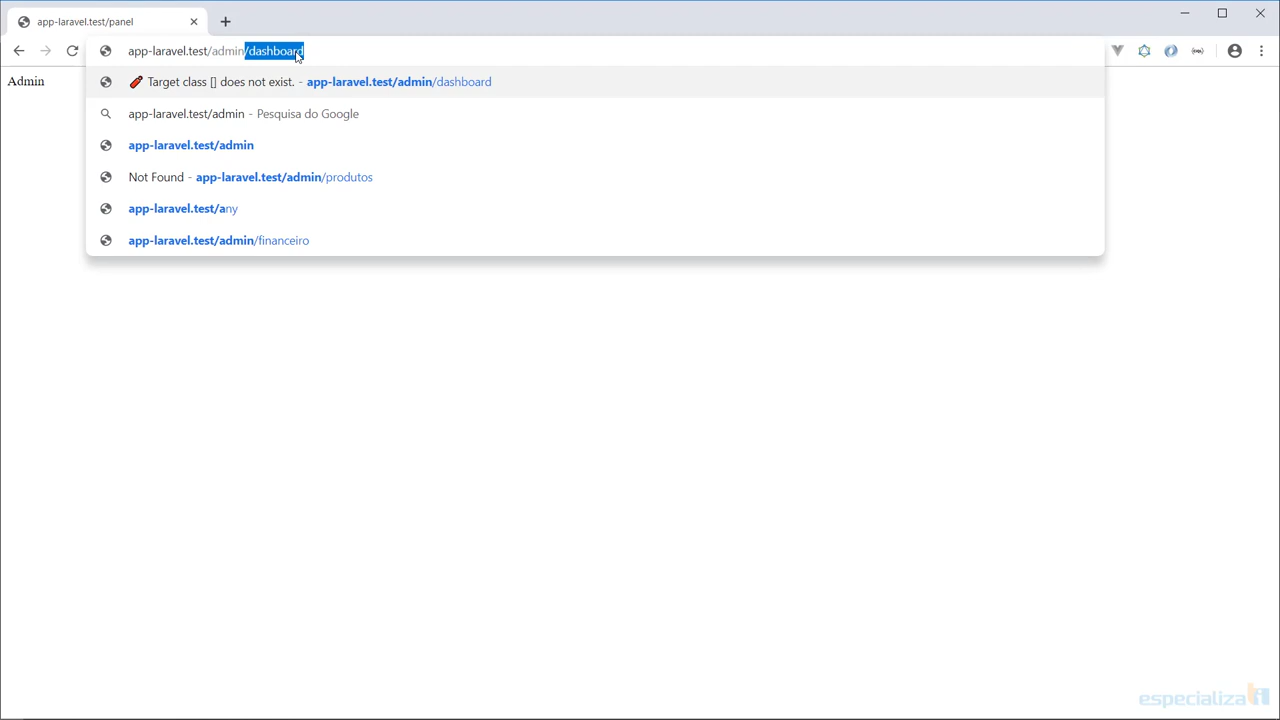 app-laravel.test/panel
app-laravel.test/admin/dashboard
Admin
Target class [] does not exist. - app-laravel.test/admin/dashboard
app-laravel.test/admin - Pesquisa do Google
app-laravel.test/admin
Not Found - app-laravel.test/admin/produtos
app-laravel.test/any
app-laravel.test/admin/financeiro
especializati